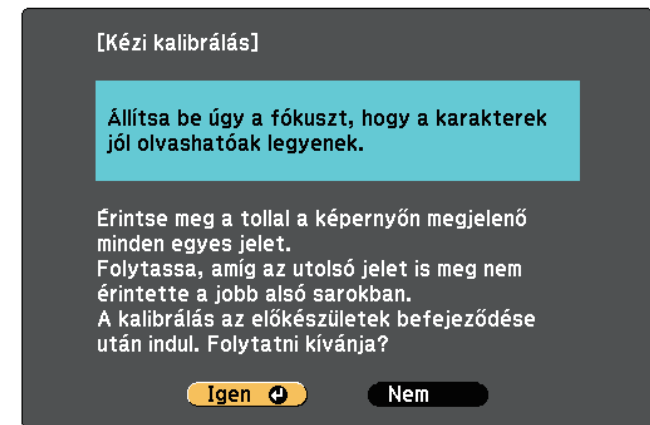 [Kézi kalibrálás]
Állítsa be úgy a fókuszt, hogy a karakterek
jól olvashatóak legyenek.
Érintse meg a tollal a képernyőn megjelenő
minden egyes jelet.
Folytassa, amíg az utolsó jelet is meg nem
érintette a jobb alsó sarokban.
A kalibrálás az előkészületek befejeződése
után indul. Folytatni kívánja?
Igen
Nem